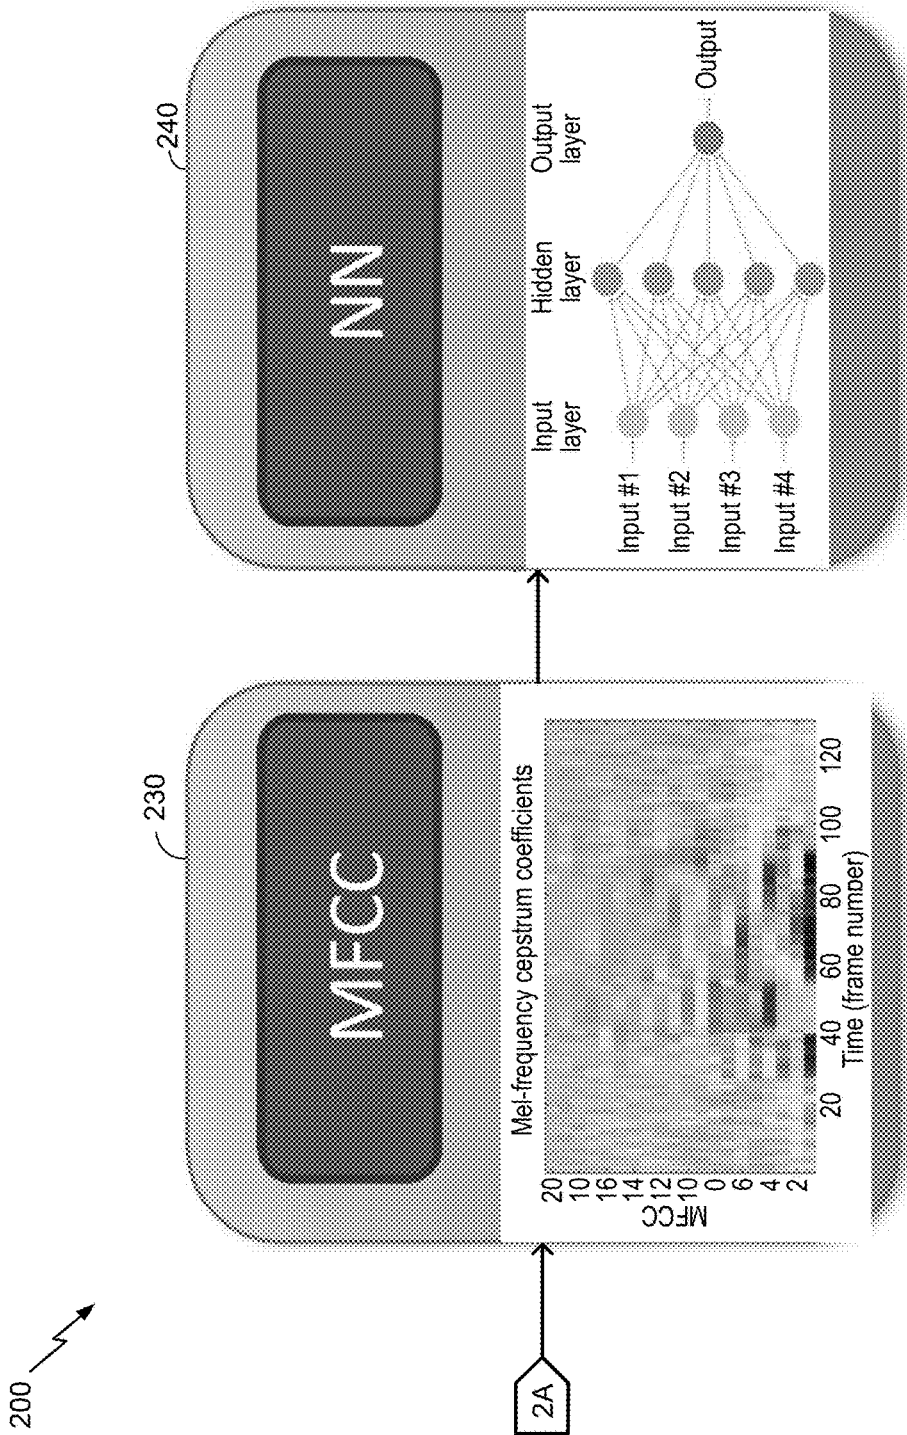 200
2A
230
MFCC
Mel-frequency cepstrum coefficients
MFCC
20
10
16
14
12
10
0
6
4
2
20 40 60 80 100 120
Time (frame number)
240
NN
Input layer
Hidden layer
Output layer
Input #1
Input #2
Input #3
Input #4
Output